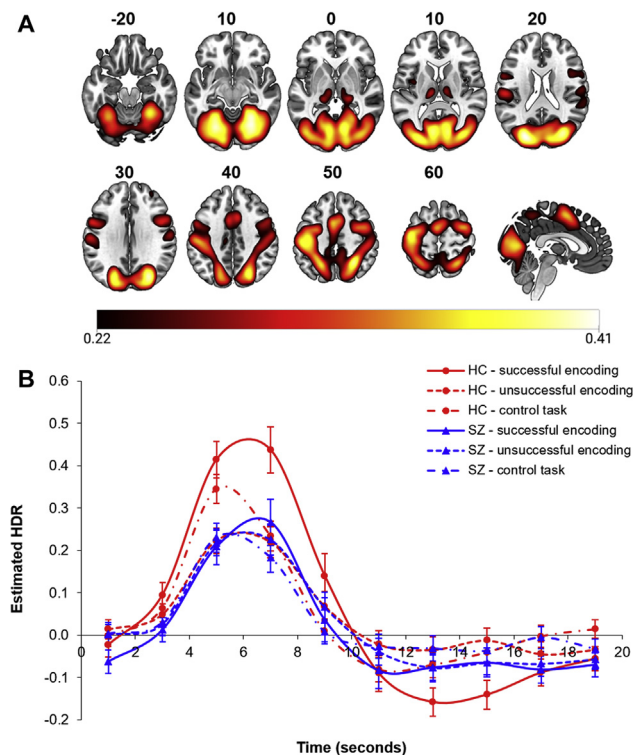 A
-20 10 0 10 20
30 40 50 60
0.22 0.41
B
HC - successful encoding
HC - unsuccessful encoding
HC - control task
SZ - successful encoding
SZ - unsuccessful encoding
SZ - control task
Estimated HDR
0.6
0.5
0.4
0.3
0.2
0.1
0.0
-0.1
-0.2
0 2 4 6 8 10 12 14 16 18 20
Time (seconds)